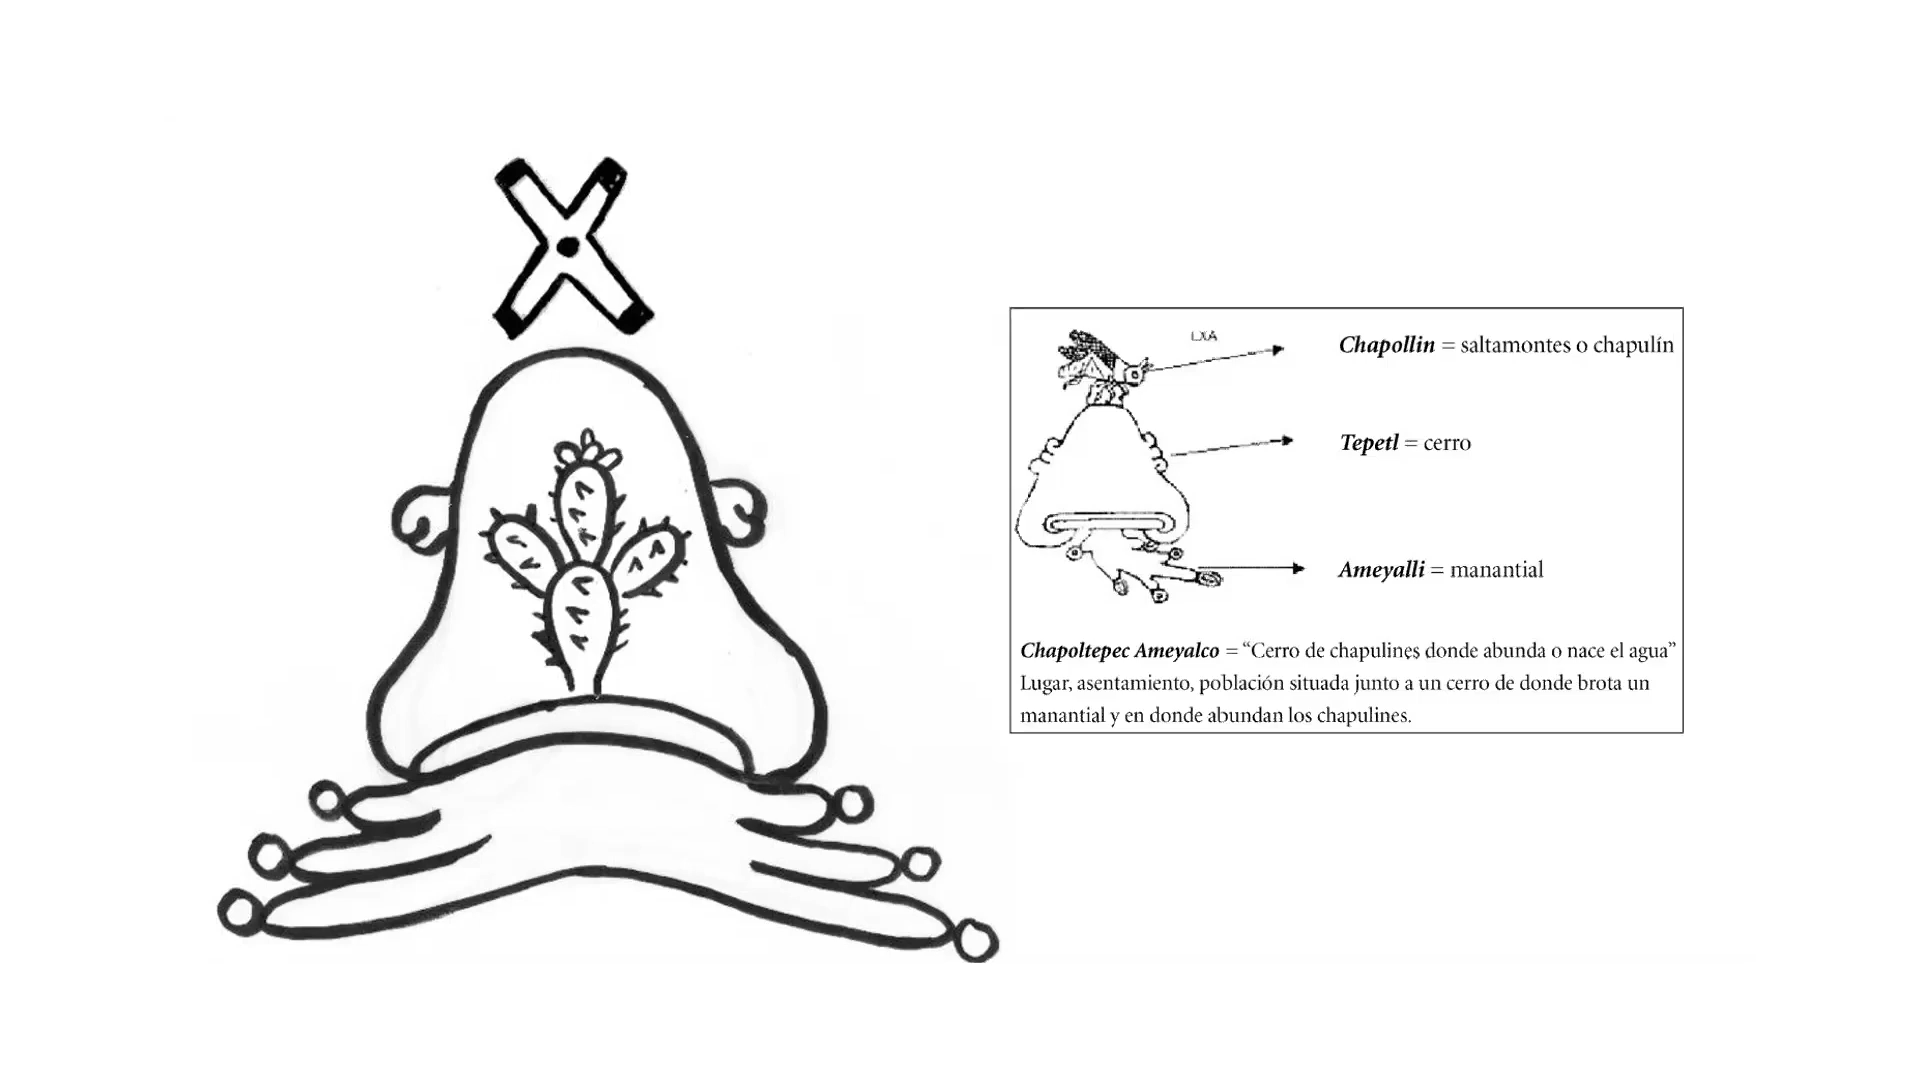 Chapollin = saltamontes o chapulín
Tepetl = cerro
Ameyalli = manantial
Chapoltepec Ameyalco = “Cerro de chapulines donde abunda o nace el agua”
Lugar, asentamiento, población situada junto a un cerro de donde brota un
manantial y en donde abundan los chapulines.